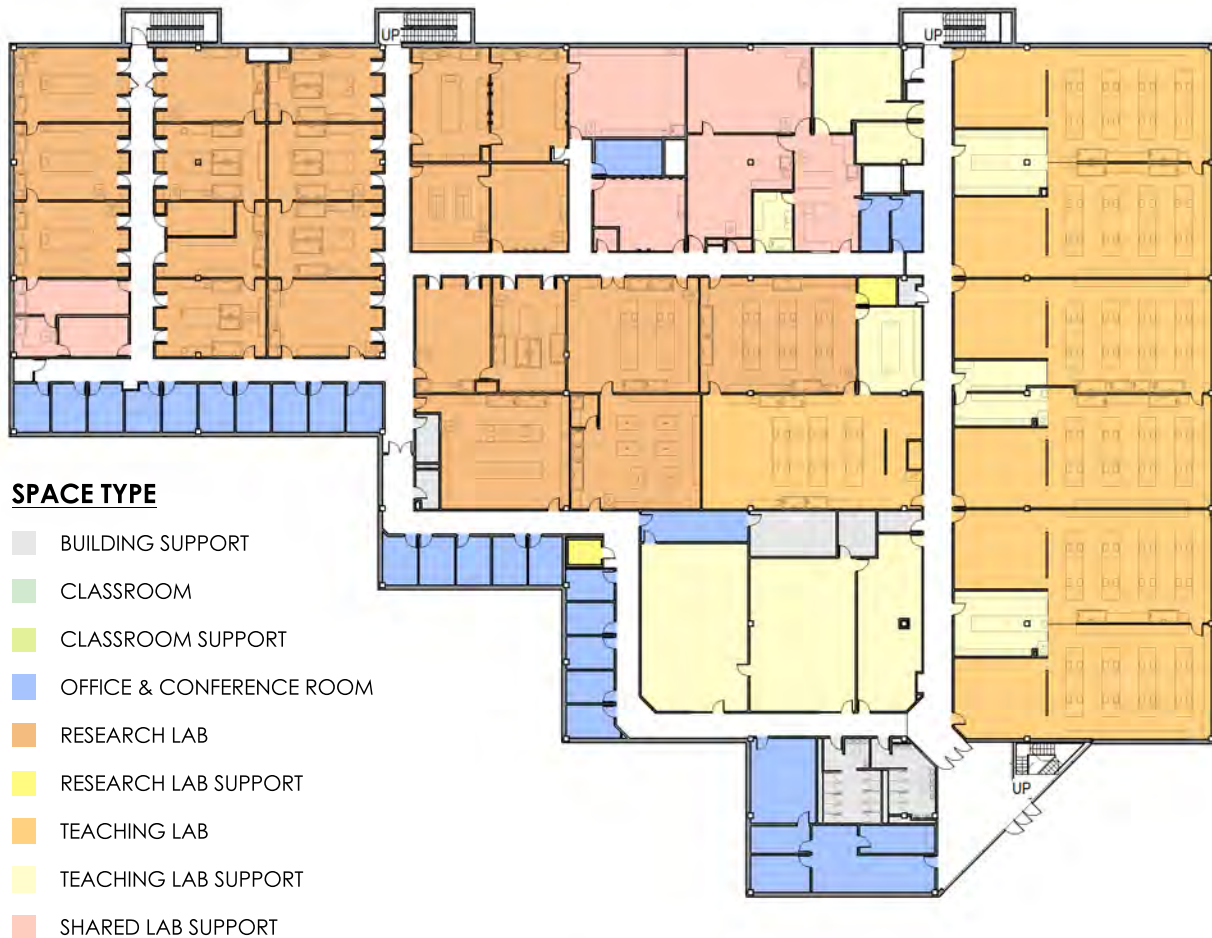 UP
UP
SPACE TYPE
BUILDING SUPPORT
CLASSROOM
CLASSROOM SUPPORT
OFFICE & CONFERENCE ROOM
RESEARCH LAB
RESEARCH LAB SUPPORT
TEACHING LAB
TEACHING LAB SUPPORT
SHARED LAB SUPPORT
UP